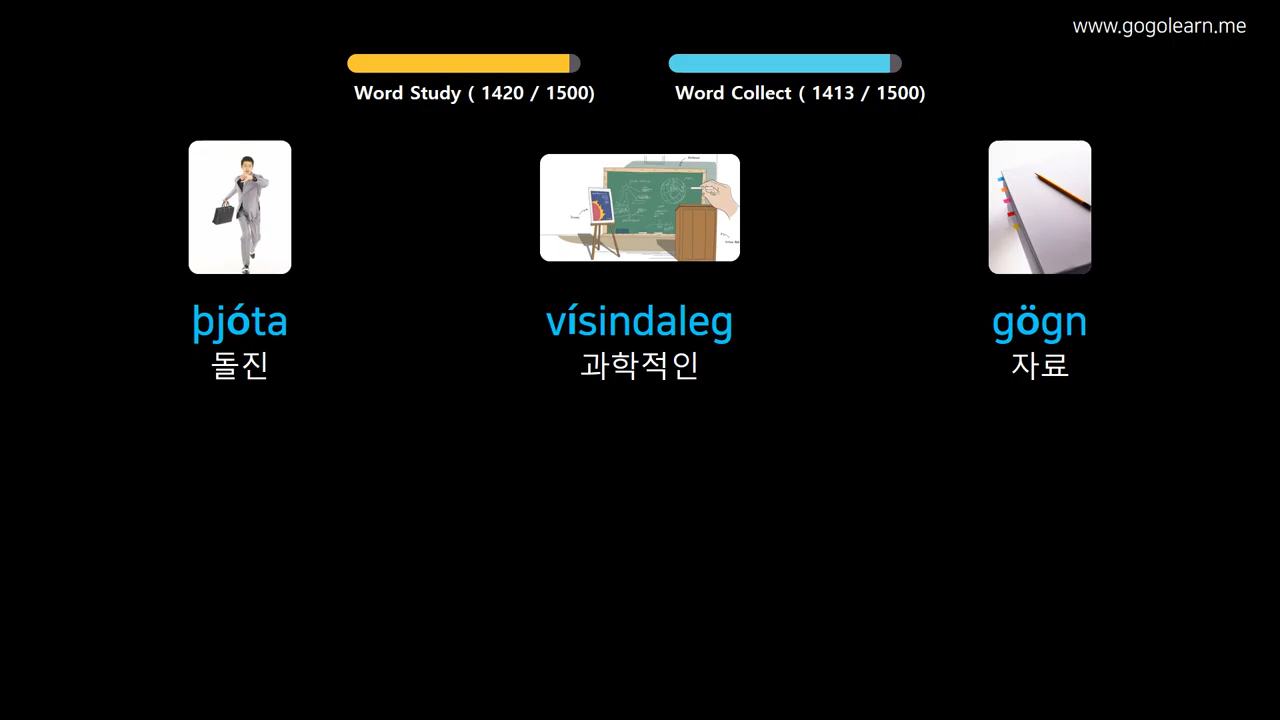 www.gogolearn.me
Word Study ( 1420 / 1500)
Word Collect ( 1413 / 1500)
þjóta
vísindaleg
gögn
돌진
과학적인
자료